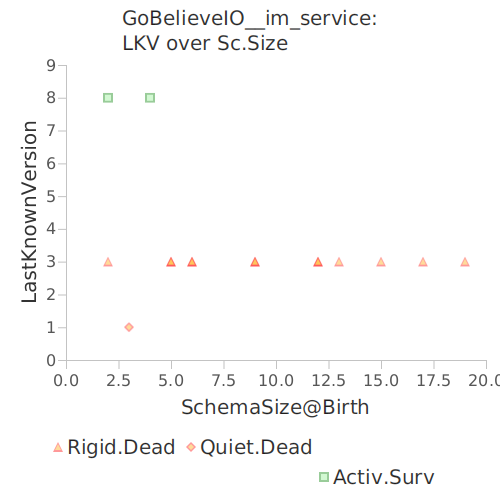 GoBelieveIO__im_service:
LKV over Sc.Size
LastKnownVersion
9
8
7
6
5
4
3
2
1
0
0.0 2.5 5.0 7.5 10.0 12.5 15.0 17.5 20.0
SchemaSize@Birth
Rigid.Dead Quiet.Dead
Activ.Surv